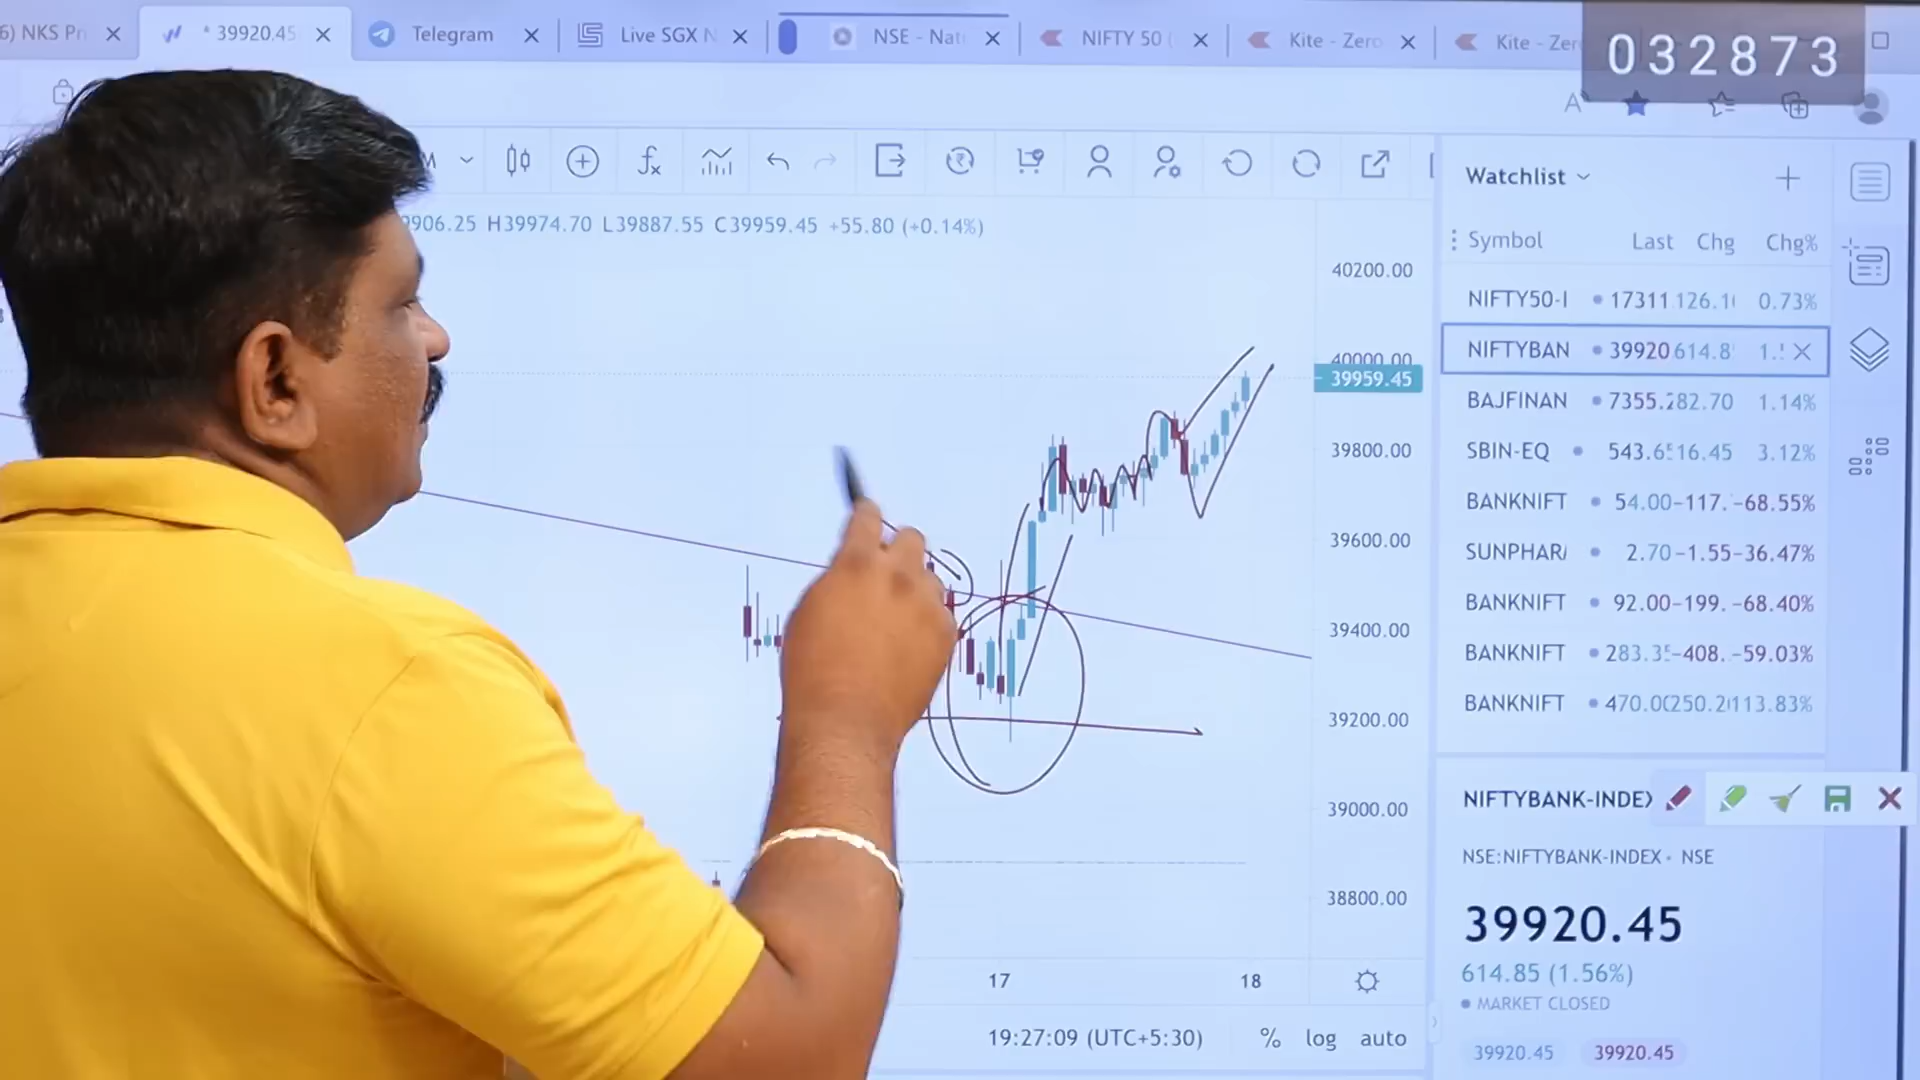 6) NKS Pr
* 39920.45
Telegram
Live SGX N
NSE - Nati
NIFTY 50 (
Kite - Zero
Kite - Zer
032873
M
9906.25 H39974.70 L39887.55 C39959.45 +55.80 (+0.14%)
40200.00
40000.00
39959.45
39800.00
39600.00
39400.00
39200.00
39000.00
38800.00
17
18
19:27:09 (UTC+5:30)
% log auto
Watchlist
Symbol Last Chg Chg%
NIFTY50-I 17311 126.1 0.73%
NIFTYBAN 39920 614.8 1.
BAJFINAN 7355. 82.70 1.14%
SBIN-EQ 543.6 16.45 3.12%
BANKNIFT 54.00 -117. -68.55%
SUNPHAR 2.70 -1.55 -36.47%
BANKNIFT 92.00 -199. -68.40%
BANKNIFT 283.3 -408. -59.03%
BANKNIFT 470.0 250.2 113.83%
NIFTYBANK-INDEX
NSE:NIFTYBANK-INDEX • NSE
39920.45
614.85 (1.56%)
MARKET CLOSED
39920.45 39920.45